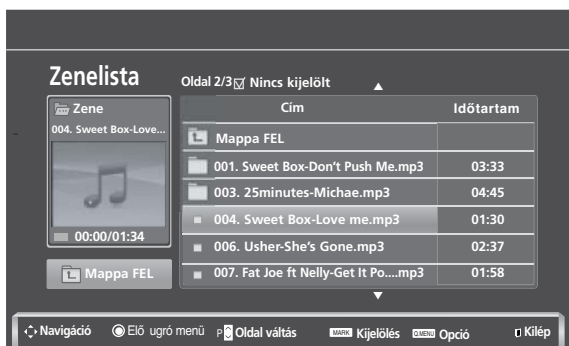 Zenelista
Oldal 2/3 Nincs kijelölt
Zene
004. Sweet Box-Love...
00:00/01:34
Mappa FEL
Cím Időtartam
Mappa FEL
001. Sweet Box-Don't Push Me.mp3 03:33
003. 25minutes-Michae.mp3 04:45
004. Sweet Box-Love me.mp3 01:30
006. Usher-She's Gone.mp3 02:37
007. Fat Joe ft Nelly-Get It Po....mp3 01:58
Navigáció Elő ugró menü P Oldal váltás MARK Kijelölés Q.MENU Opció Kilép